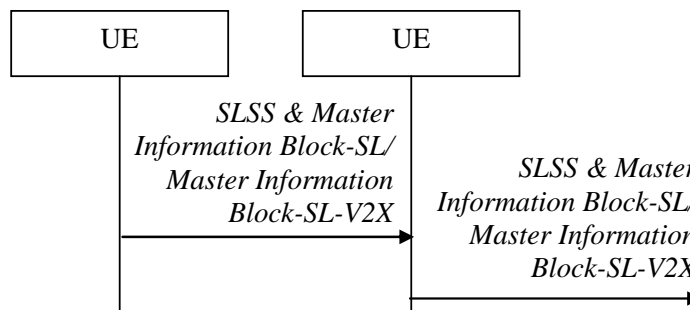 UE
UE
SLSS & Master
Information Block-SL/
Master Information
Block-SL-V2X
SLSS & Master
Information Block-SL/
Master Information
Block-SL-V2X